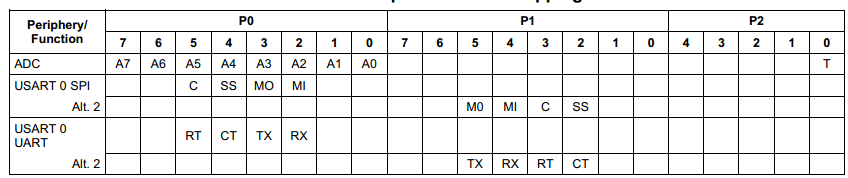 Periphery/ Function P0 P1 P2
7 6 5 4 3 2 1 0 7 6 5 4 3 2 1 0 4 3 2 1 0
ADC A7 A6 A5 A4 A3 A2 A1 A0 T
USART 0 SPI C SS MO MI
Alt. 2 M0 MI C SS
USART 0 UART RT CT TX RX
Alt. 2 TX RX RT CT